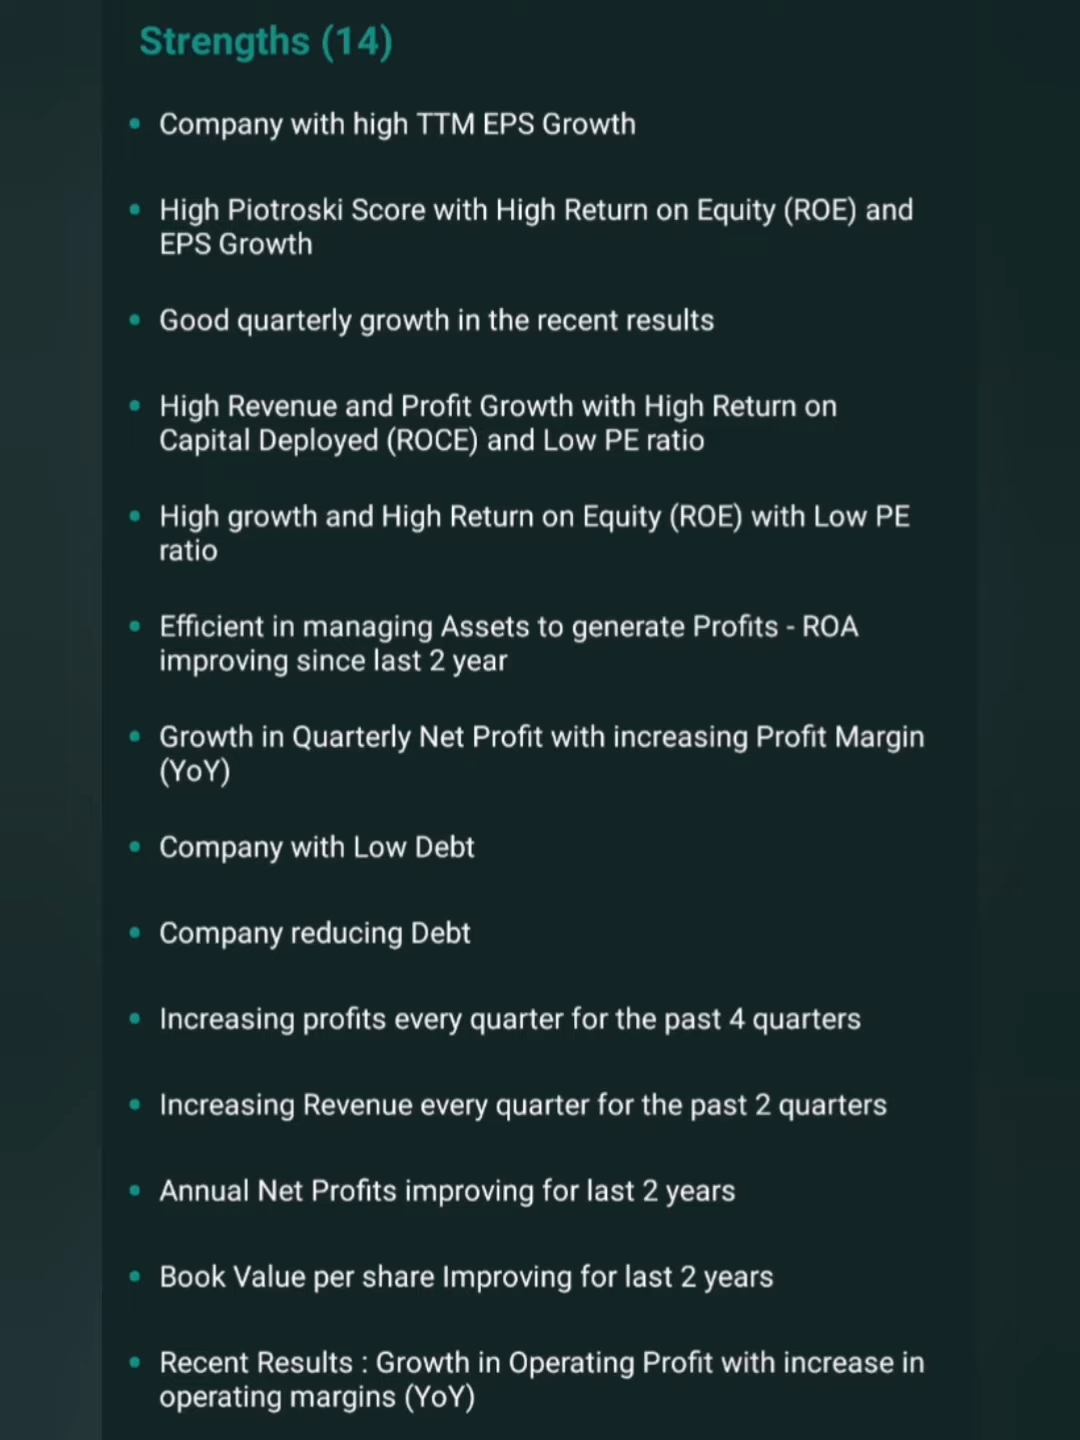 Strengths (14)
• Company with high TTM EPS Growth
• High Piotroski Score with High Return on Equity (ROE) and
EPS Growth
• Good quarterly growth in the recent results
• High Revenue and Profit Growth with High Return on
Capital Deployed (ROCE) and Low PE ratio
• High growth and High Return on Equity (ROE) with Low PE
ratio
• Efficient in managing Assets to generate Profits - ROA
improving since last 2 year
• Growth in Quarterly Net Profit with increasing Profit Margin
(YoY)
• Company with Low Debt
• Company reducing Debt
• Increasing profits every quarter for the past 4 quarters
• Increasing Revenue every quarter for the past 2 quarters
• Annual Net Profits improving for last 2 years
• Book Value per share Improving for last 2 years
• Recent Results : Growth in Operating Profit with increase in
operating margins (YoY)